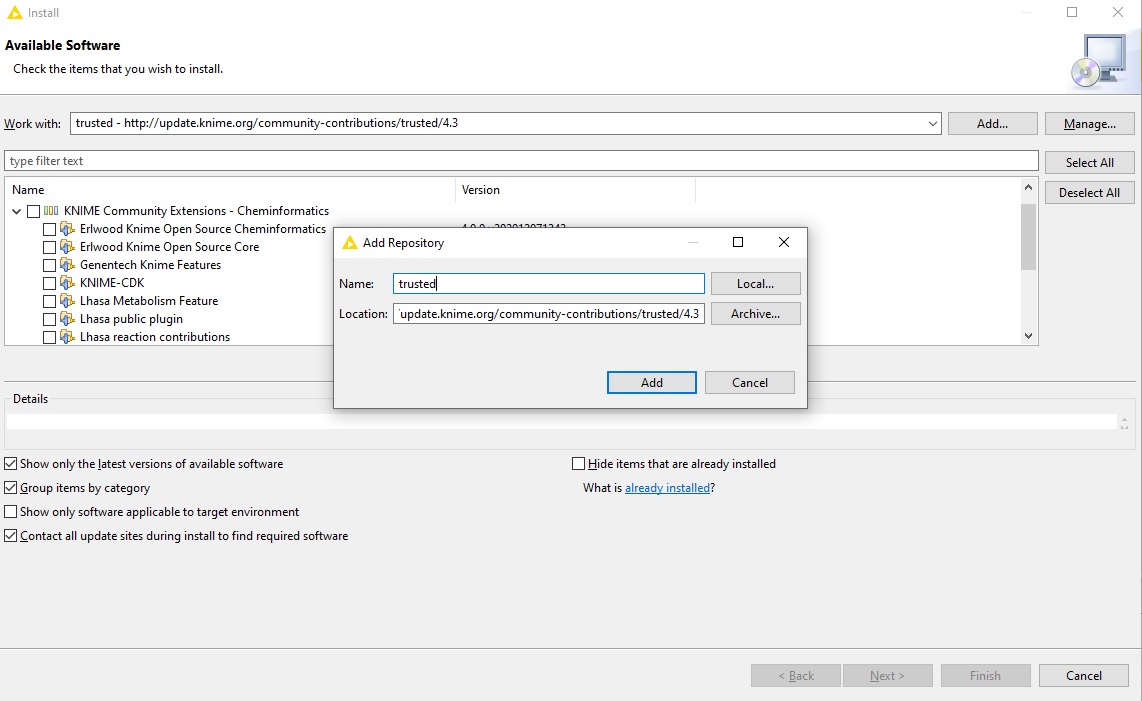 Install
Available Software
Check the items that you wish to install.
Work with: trusted - http://update.knime.org/community-contributions/trusted/4.3 Add... Manage...
type filter text
Select All
Deselect All
Name Version
KNIME Community Extensions - Cheminformatics
Erlwood Knime Open Source Cheminformatics
Erlwood Knime Open Source Core
Genentech Knime Features
KNIME-CDK
Lhasa Metabolism Feature
Lhasa public plugin
Lhasa reaction contributions
Add Repository
Name: trusted Local...
Location: update.knime.org/community-contributions/trusted/4.3 Archive...
Add Cancel
Details
Show only the latest versions of available software
Hide items that are already installed
Group items by category
What is already installed?
Show only software applicable to target environment
Contact all update sites during install to find required software
< Back Next > Finish Cancel